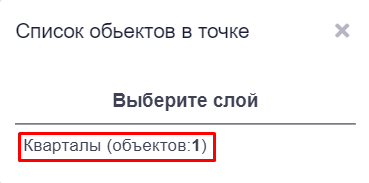 Список обьектов в точке
Выберите слой
Кварталы (объектов:1)